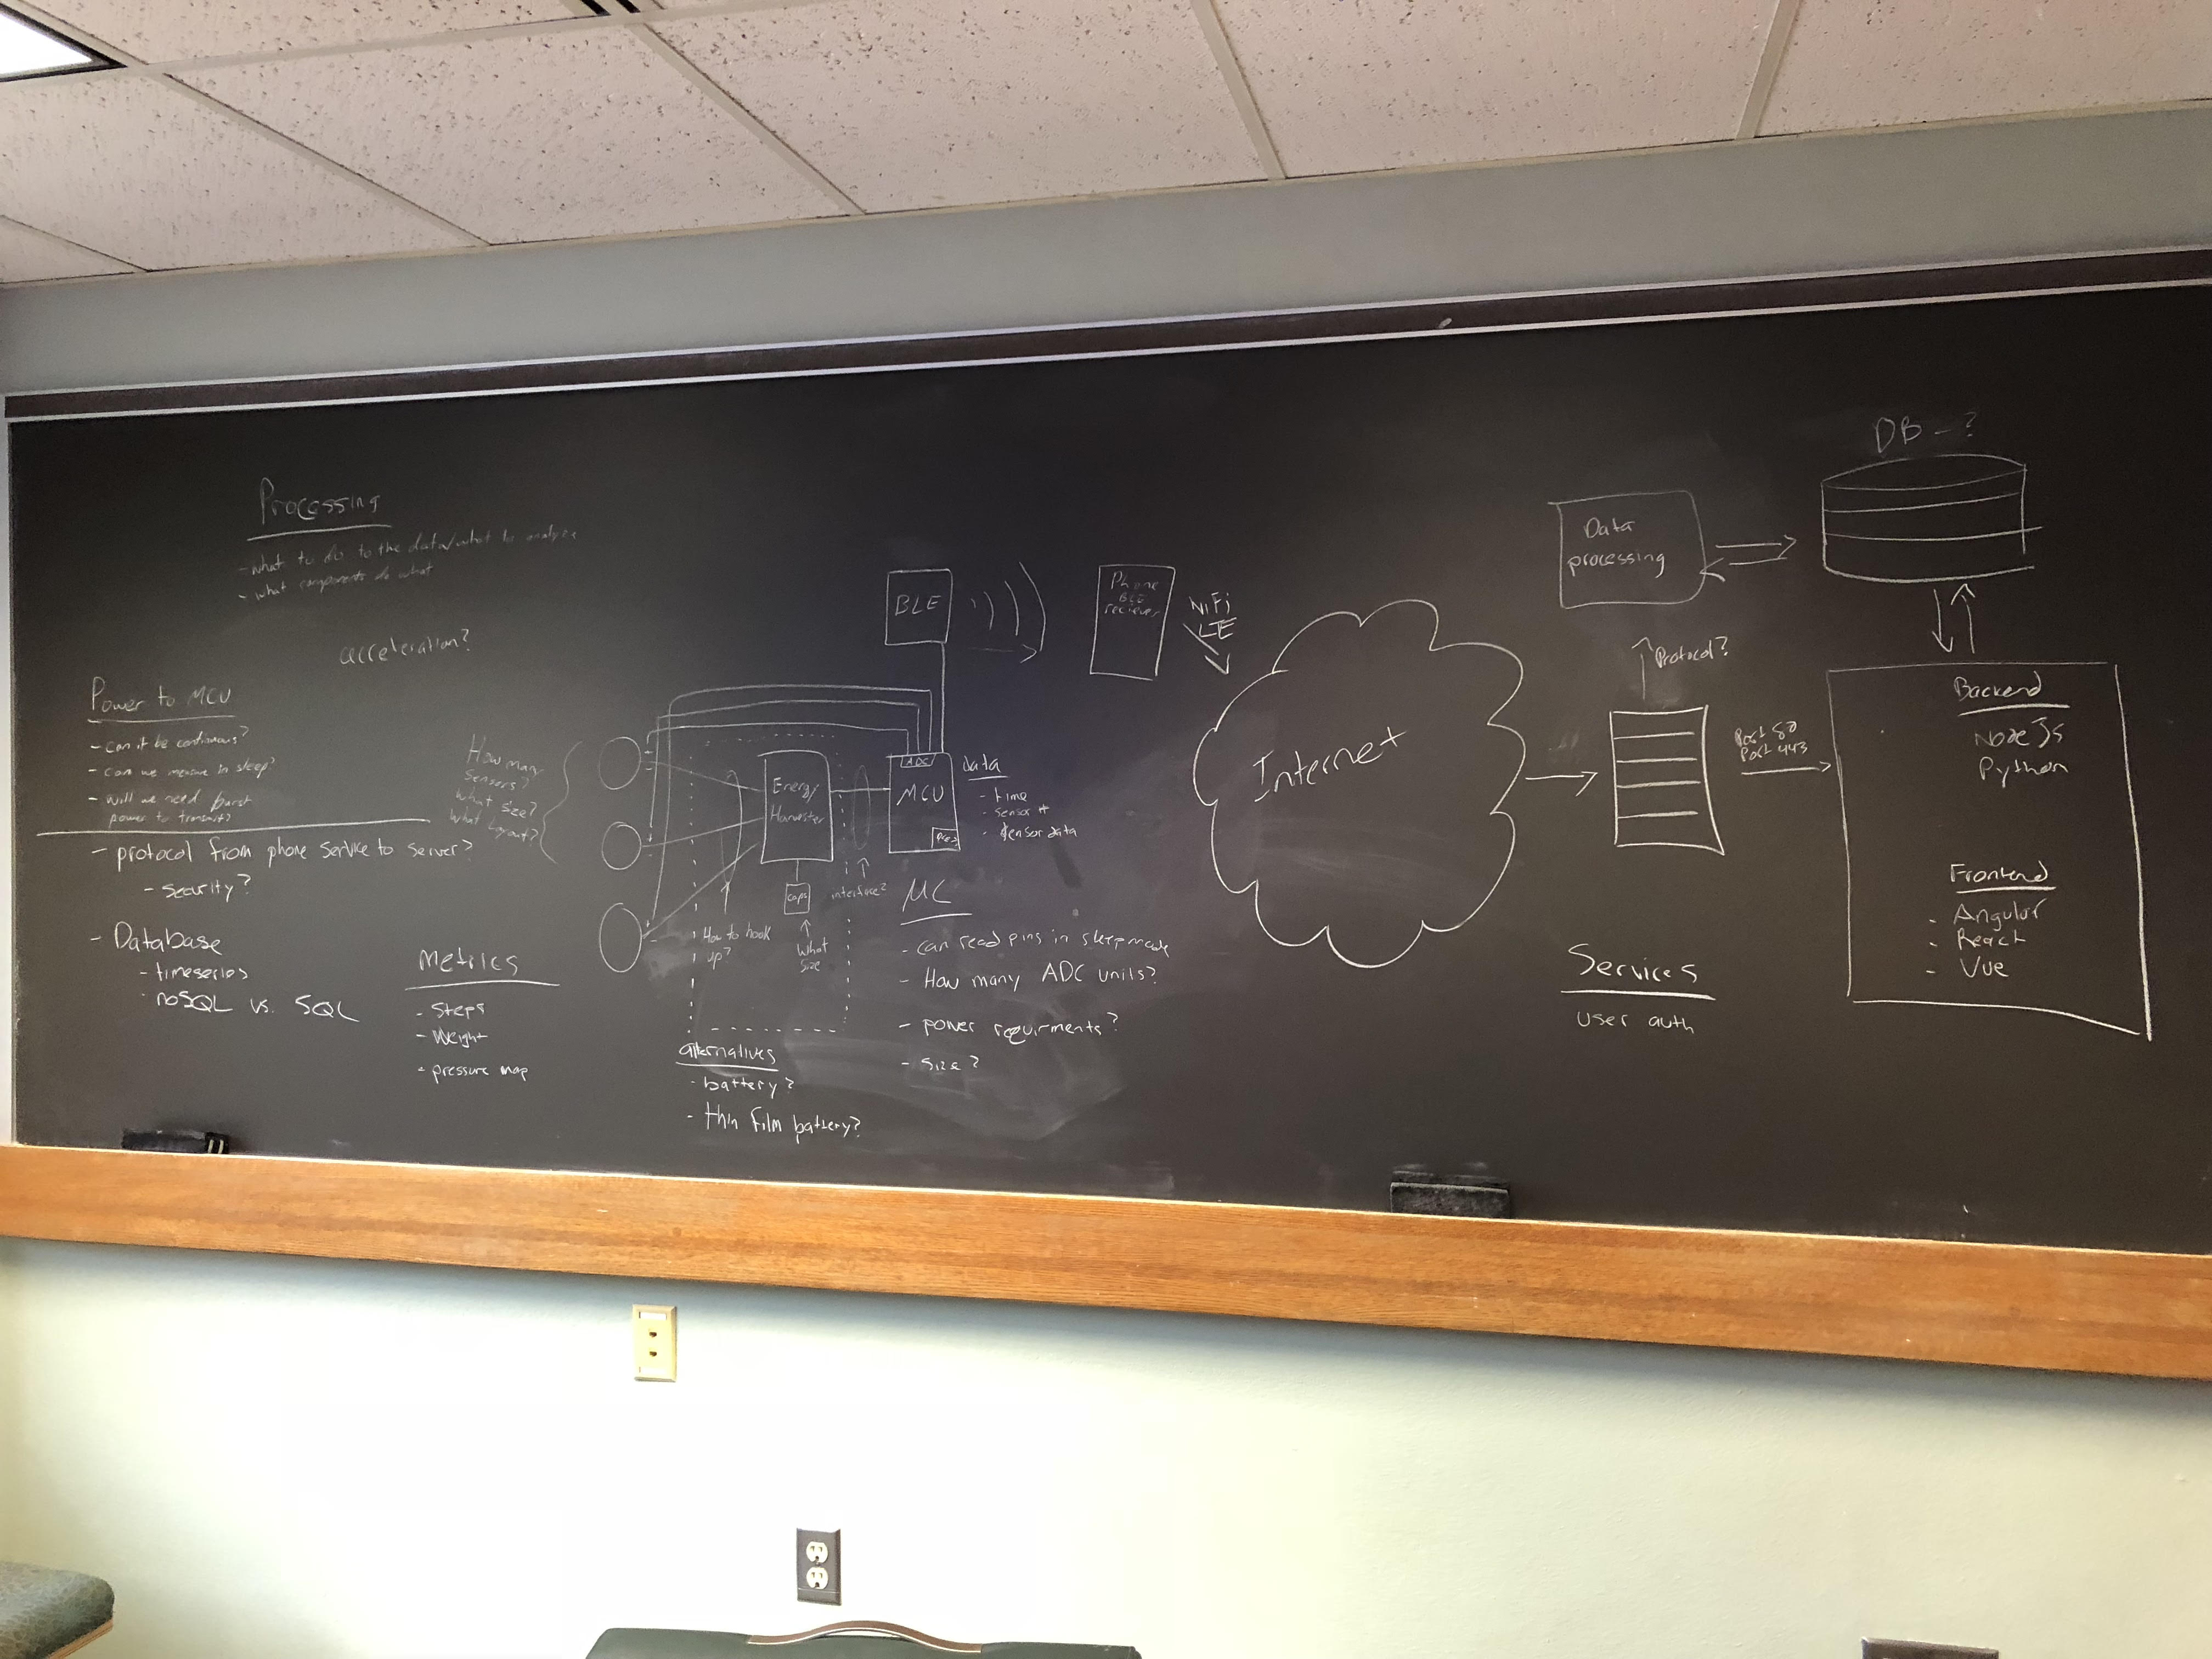 Processing
- what to do to the data/what to analyze
- what components do what
acceleration?
Power to MCU
- Can it be continuous?
- can we measure in sleep?
- will we need burst
power to transmit?
- protocol from phone service to server?
- security?
- Database
- timeseries
- noSQL vs. SQL
Metrics
- Steps
- Weight
- pressure map
How many
sensors?
What size?
What layout?
Energy
Harvester
caps
How to hook
up?
What
size
interface?
alternatives
- battery?
- thin film battery?
BLE
ADC
MCU
Data
- time
- sensor #
- sensor data
MC
- can read pins in sleep mode
- How many ADC units?
- power requirments?
- size?
Phone
BLE
reciever
WiFi
LTE
Internet
Data
processing
Protocol?
Port 80
Port 443
Services
user auth
DB - ?
Backend
Node JS
Python
Frontend
- Angular
- React
- Vue